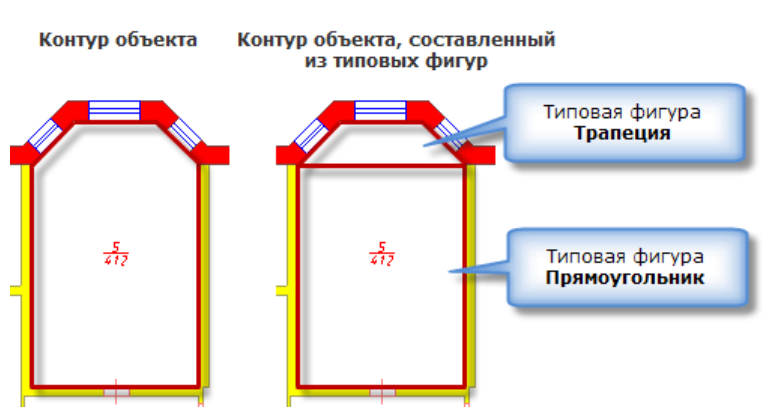 Контур объекта
Контур объекта, составленный
из типовых фигур
Типовая фигура
Трапеция
5
412
5
412
Типовая фигура
Прямоугольник